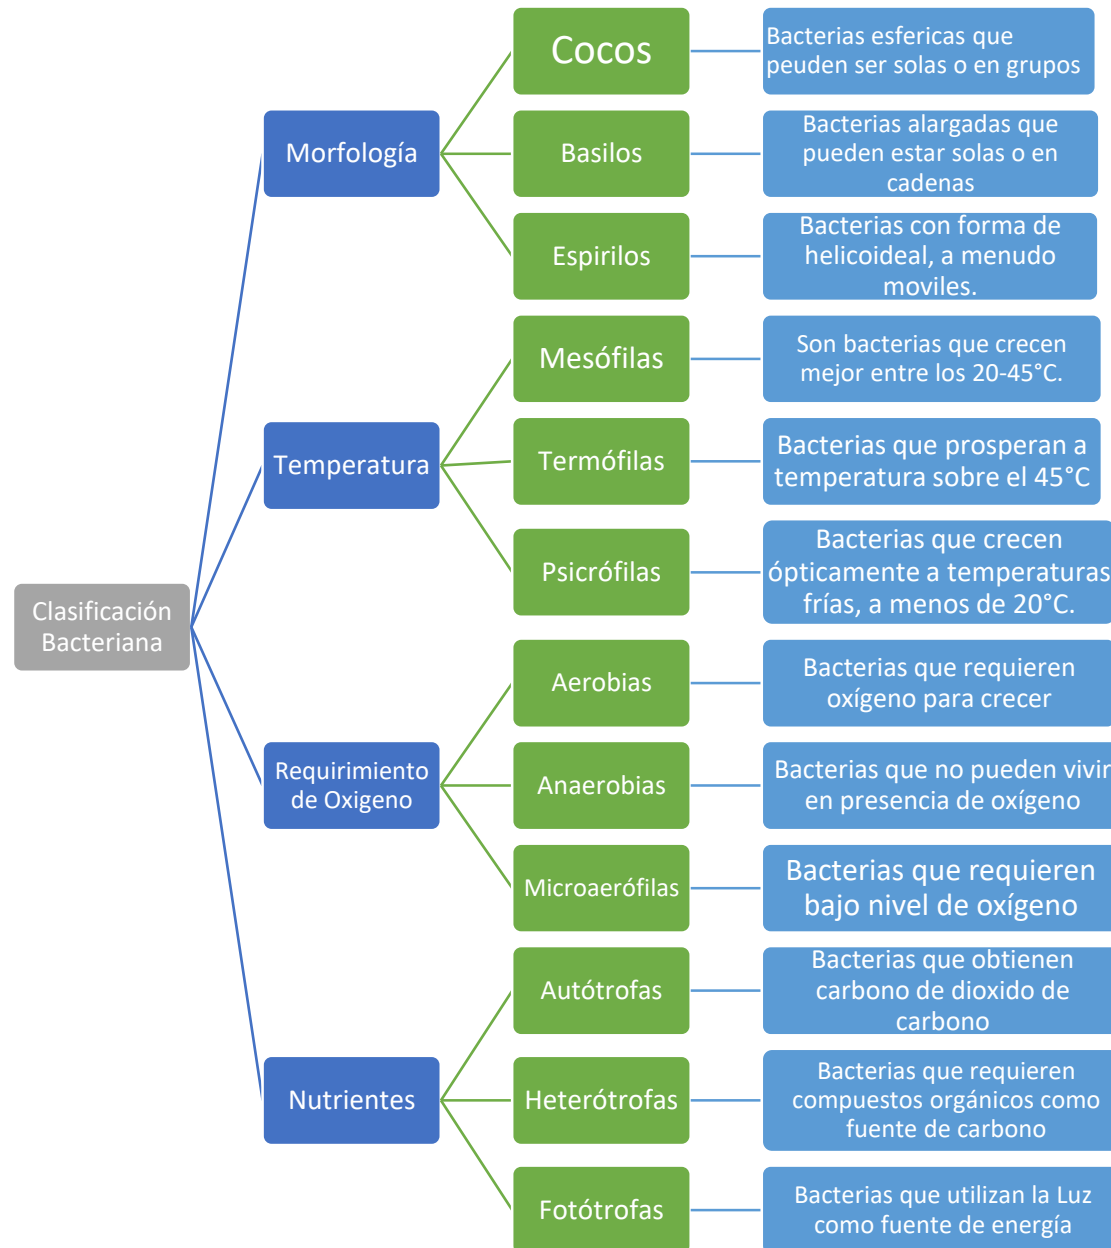 Clasificación
Bacteriana
Morfología
Cocos
Bacterias esfericas que
peuden ser solas o en grupos
Basilos
Bacterias alargadas que
pueden estar solas o en
cadenas
Espirilos
Bacterias con forma de
helicoideal, a menudo
moviles.
Temperatura
Mesófilas
Son bacterias que crecen
mejor entre los 20-45°C.
Termófilas
Bacterias que prosperan a
temperatura sobre el 45°C
Psicrófilas
Bacterias que crecen
ópticamente a temperaturas
frías, a menos de 20°C.
Requirimiento
de Oxigeno
Aerobias
Bacterias que requieren
oxígeno para crecer
Anaerobias
Bacterias que no pueden vivir
en presencia de oxígeno
Microaerófilas
Bacterias que requieren
bajo nivel de oxígeno
Nutrientes
Autótrofas
Bacterias que obtienen
carbono de dioxido de
carbono
Heterótrofas
Bacterias que requieren
compuestos orgánicos como
fuente de carbono
Fotótrofas
Bacterias que utilizan la Luz
como fuente de energía